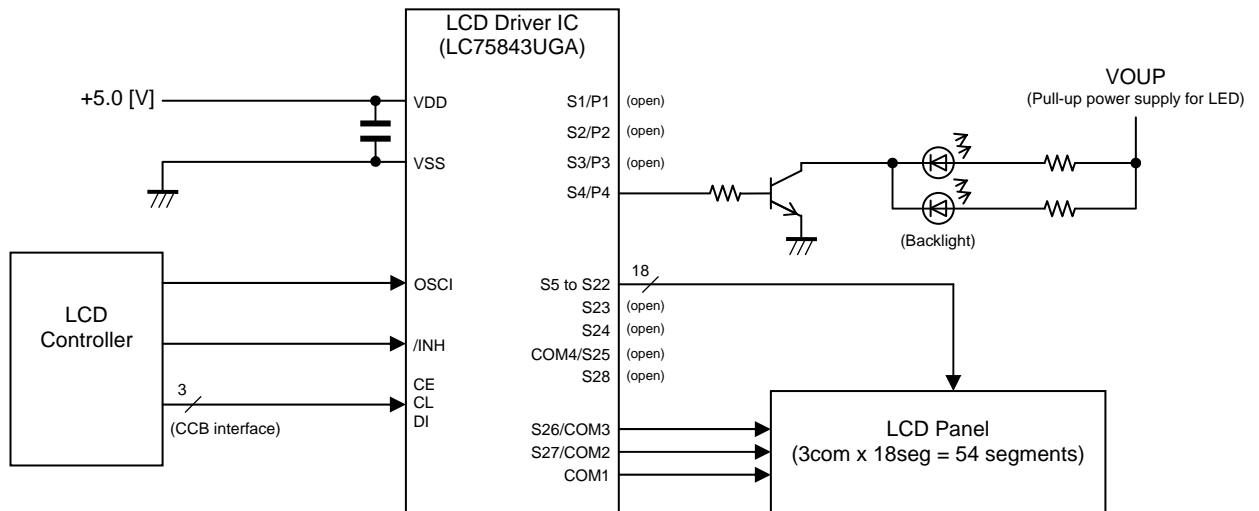 LCD Driver IC
(LC75843UGA)
+5.0 [V]
VDD
VSS
S1/P1 (open)
S2/P2 (open)
S3/P3 (open)
S4/P4
VOUP
(Pull-up power supply for LED)
(Backlight)
LCD
Controller
OSCI
/INH
3
(CCB interface)
CE
CL
DI
S5 to S22
18
S23 (open)
S24 (open)
COM4/S25 (open)
S28 (open)
S26/COM3
S27/COM2
COM1
LCD Panel
(3com x 18seg = 54 segments)